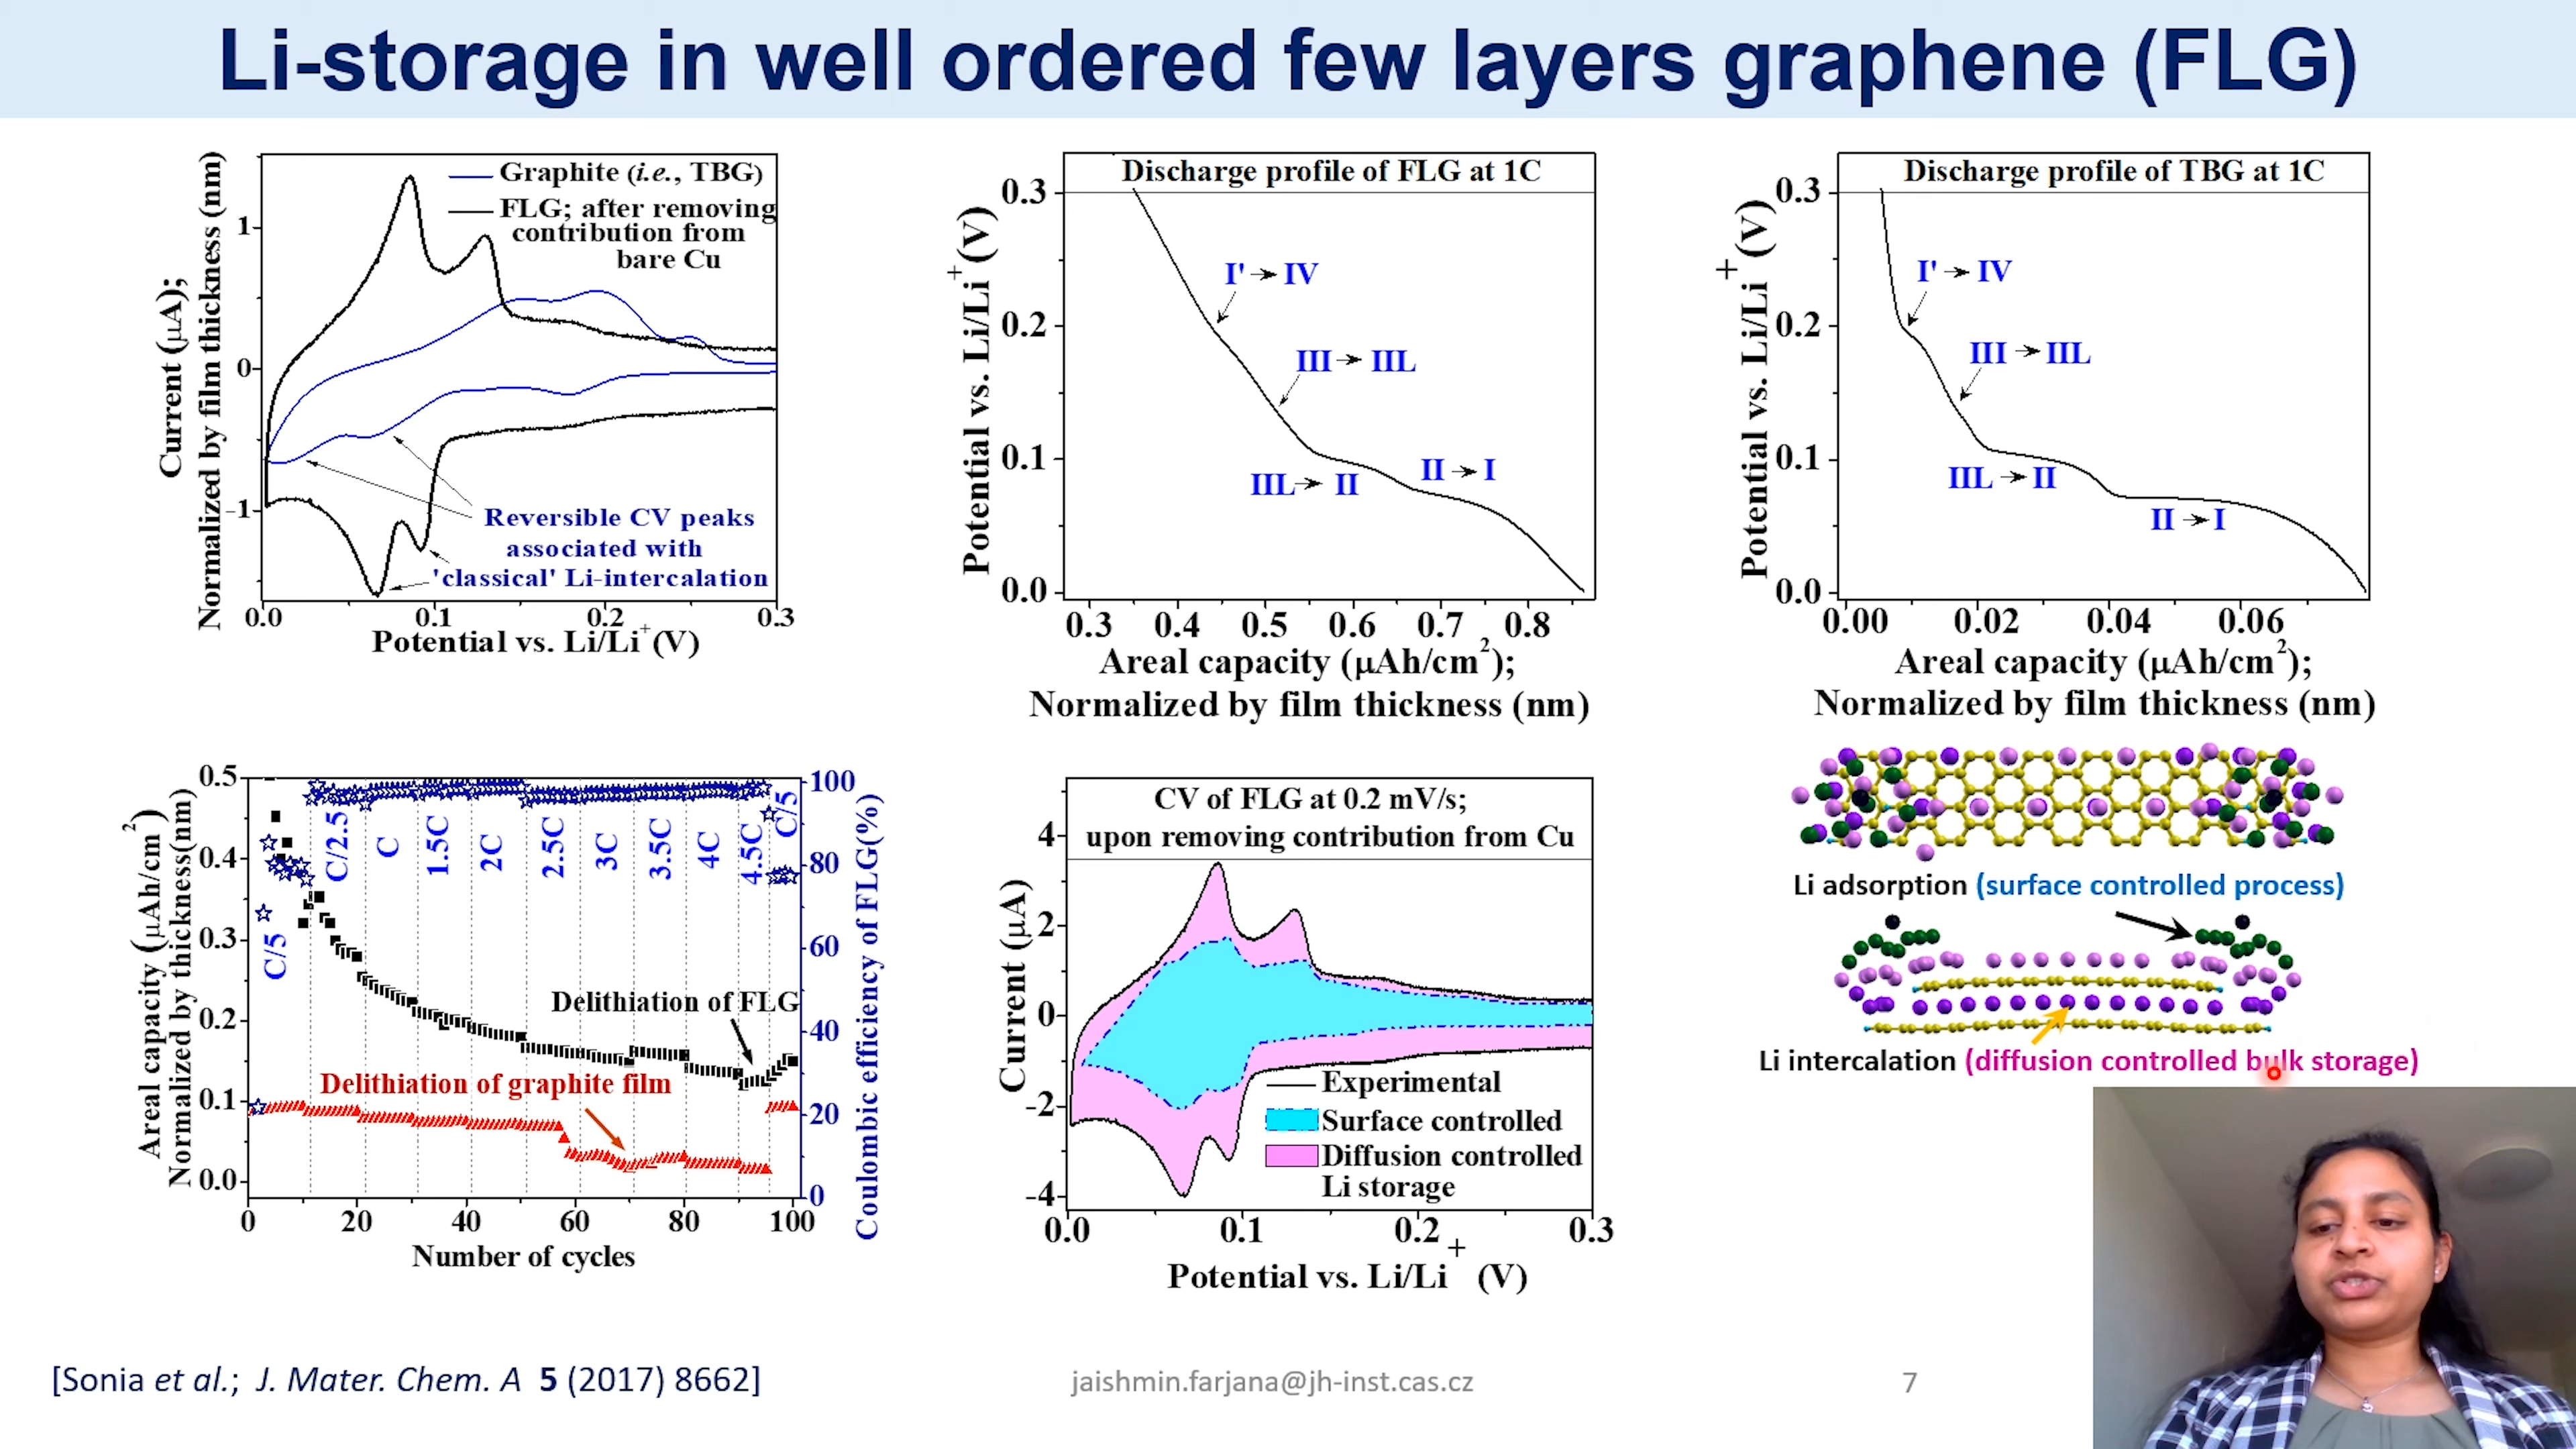 Li-storage in well ordered few layers graphene (FLG)
Current (µA);
Normalized by film thickness (nm)
1
0
-1
Graphite (i.e., TBG)
FLG; after removing
contribution from
bare Cu
Reversible CV peaks
associated with
'classical' Li-intercalation
0.0 0.1 0.2 0.3
Potential vs. Li/Li+ (V)
Discharge profile of FLG at 1C
Potential vs. Li/Li+ (V)
0.3
0.2
0.1
0.0
I' → IV
III → IIIL
IIIL → II
II → I
0.3 0.4 0.5 0.6 0.7 0.8
Areal capacity (µAh/cm2);
Normalized by film thickness (nm)
Discharge profile of TBG at 1C
Potential vs. Li/Li+ (V)
0.3
0.2
0.1
0.0
I' → IV
III → IIIL
IIIL → II
II → I
0.00 0.02 0.04 0.06
Areal capacity (µAh/cm2);
Normalized by film thickness (nm)
Areal capacity (µAh/cm2)
Normalized by thickness(nm)
0.5
0.4
0.3
0.2
0.1
0.0
C/5 C/2.5 C 1.5C 2C 2.5C 3C 3.5C 4C 4.5C C/5
Delithiation of FLG
Delithiation of graphite film
100
80
60
40
20
0
Coulombic efficiency of FLG(%)
0 20 40 60 80 100
Number of cycles
CV of FLG at 0.2 mV/s;
upon removing contribution from Cu
Current (µA)
4
2
0
-2
-4
Experimental
Surface controlled
Diffusion controlled
Li storage
0.0 0.1 0.2 0.3
Potential vs. Li/Li+ (V)
Li adsorption (surface controlled process)
Li intercalation (diffusion controlled bulk storage)
[Sonia et al.; J. Mater. Chem. A 5 (2017) 8662]
jaishmin.farjana@jh-inst.cas.cz
7